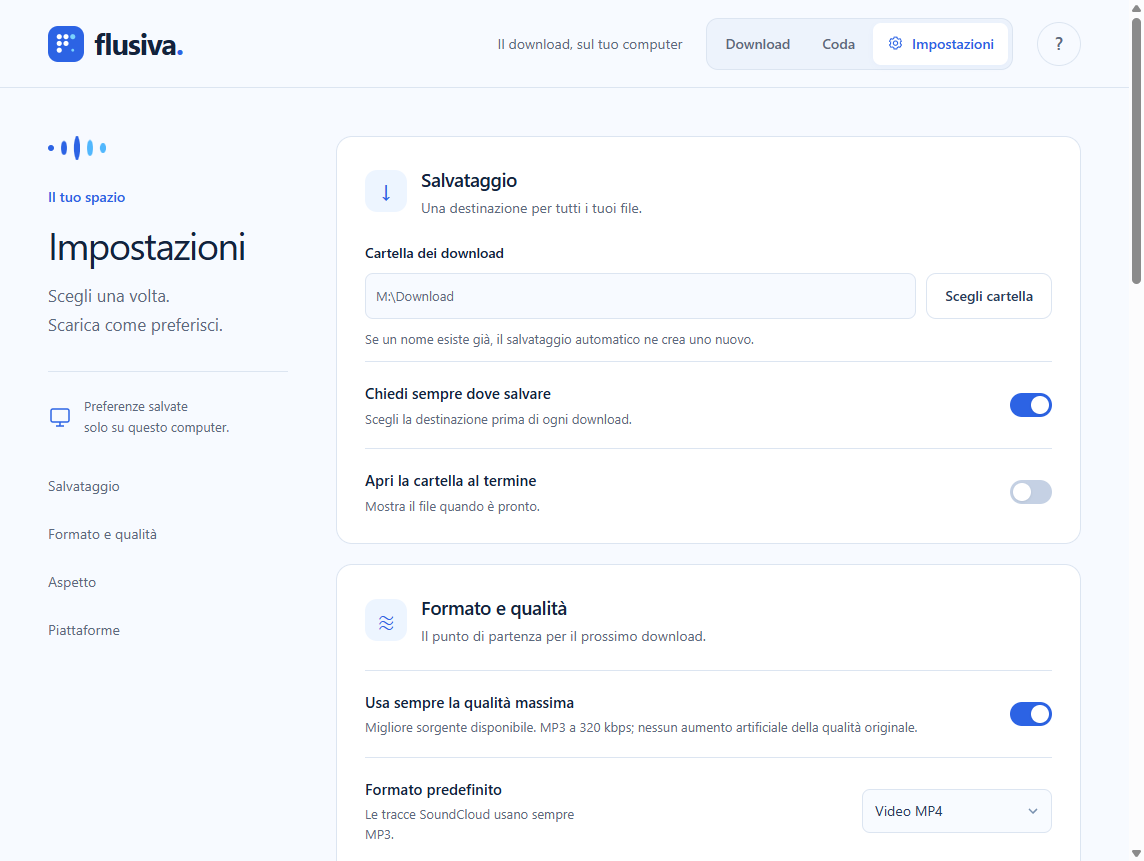 flusiva.
Il download, sul tuo computer
Download
Coda
Impostazioni
?
Il tuo spazio
Impostazioni
Scegli una volta.
Scarica come preferisci.
Preferenze salvate
solo su questo computer.
Salvataggio
Formato e qualità
Aspetto
Piattaforme
Salvataggio
Una destinazione per tutti i tuoi file.
Cartella dei download
M:\Download
Scegli cartella
Se un nome esiste già, il salvataggio automatico ne crea uno nuovo.
Chiedi sempre dove salvare
Scegli la destinazione prima di ogni download.
Apri la cartella al termine
Mostra il file quando è pronto.
Formato e qualità
Il punto di partenza per il prossimo download.
Usa sempre la qualità massima
Migliore sorgente disponibile. MP3 a 320 kbps; nessun aumento artificiale della qualità originale.
Formato predefinito
Le tracce SoundCloud usano sempre
MP3.
Video MP4